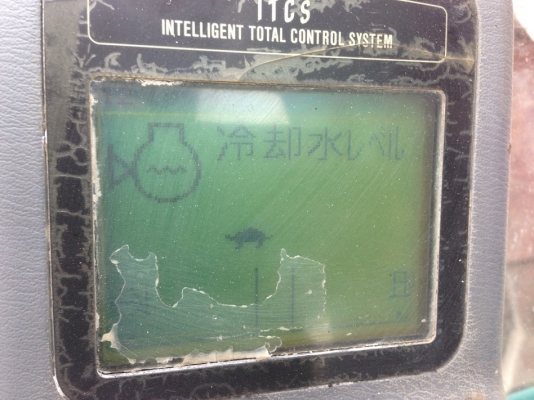 ITCS
INTELLIGENT TOTAL CONTROL SYSTEM
冷却水レベル